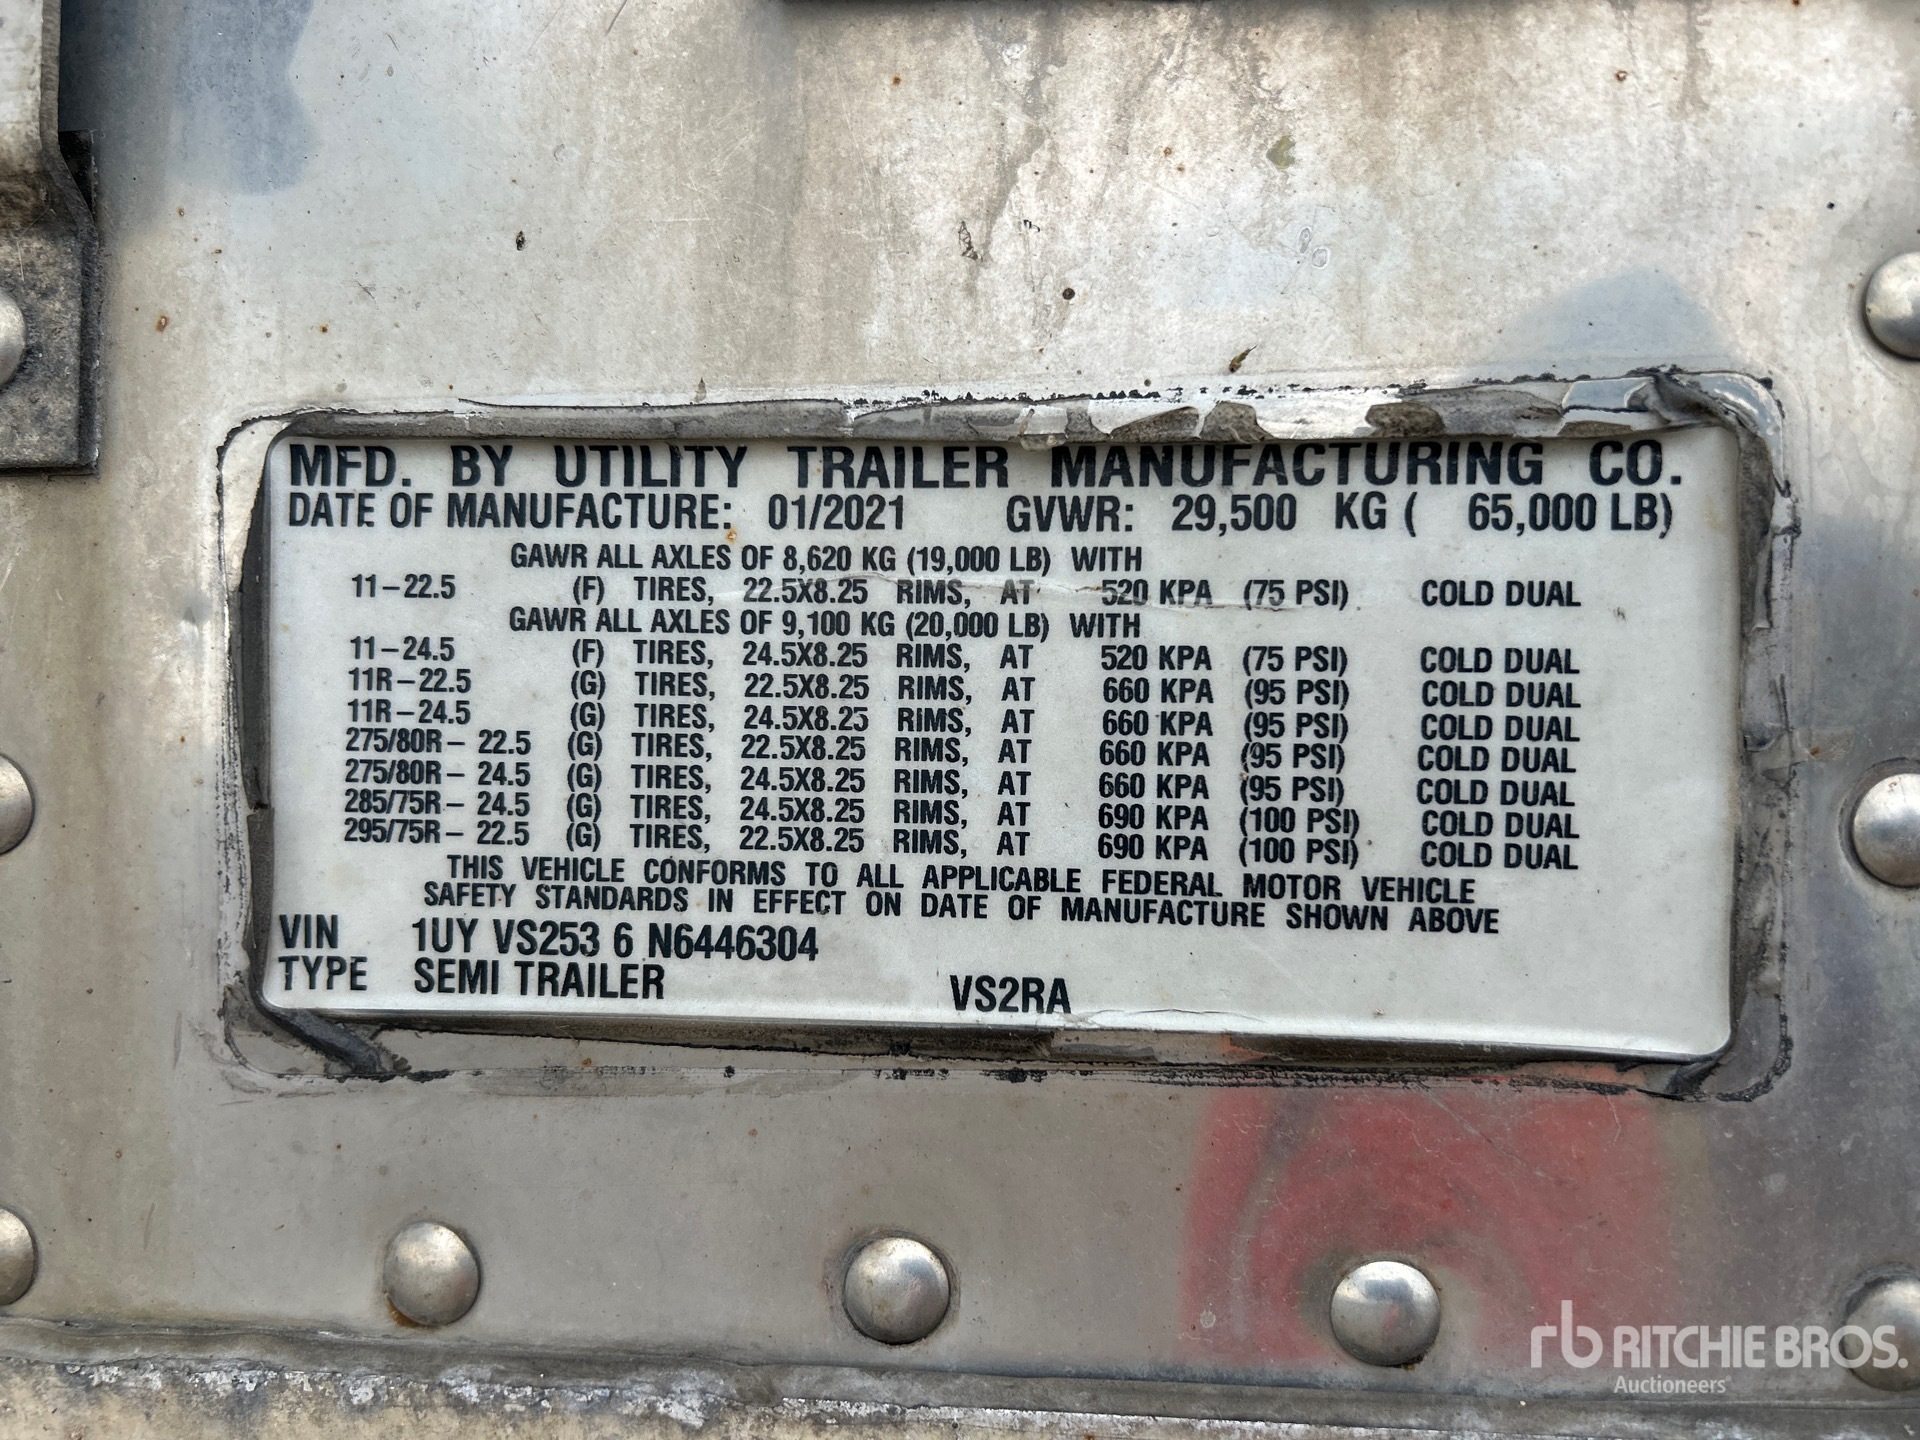 MFD. BY UTILITY TRAILER MANUFACTURING CO.
DATE OF MANUFACTURE: 01/2021 GVWR: 29,500 KG ( 65,000 LB)
GAWR ALL AXLES OF 8,620 KG (19,000 LB) WITH
11-22.5 (F) TIRES, 22.5X8.25 RIMS, AT 520 KPA (75 PSI) COLD DUAL
GAWR ALL AXLES OF 9,100 KG (20,000 LB) WITH
11-24.5 (F) TIRES, 24.5X8.25 RIMS, AT 520 KPA (75 PSI) COLD DUAL
11R-22.5 (G) TIRES, 22.5X8.25 RIMS, AT 660 KPA (95 PSI) COLD DUAL
11R-24.5 (G) TIRES, 24.5X8.25 RIMS, AT 660 KPA (95 PSI) COLD DUAL
275/80R- 22.5 (G) TIRES, 22.5X8.25 RIMS, AT 660 KPA (95 PSI) COLD DUAL
275/80R- 24.5 (G) TIRES, 24.5X8.25 RIMS, AT 660 KPA (95 PSI) COLD DUAL
285/75R- 24.5 (G) TIRES, 24.5X8.25 RIMS, AT 690 KPA (100 PSI) COLD DUAL
295/75R- 22.5 (G) TIRES, 22.5X8.25 RIMS, AT 690 KPA (100 PSI) COLD DUAL
THIS VEHICLE CONFORMS TO ALL APPLICABLE FEDERAL MOTOR VEHICLE
SAFETY STANDARDS IN EFFECT ON DATE OF MANUFACTURE SHOWN ABOVE
VIN 1UY VS253 6 N6446304
TYPE SEMI TRAILER VS2RA
rb RITCHIE BROS.
Auctioneers